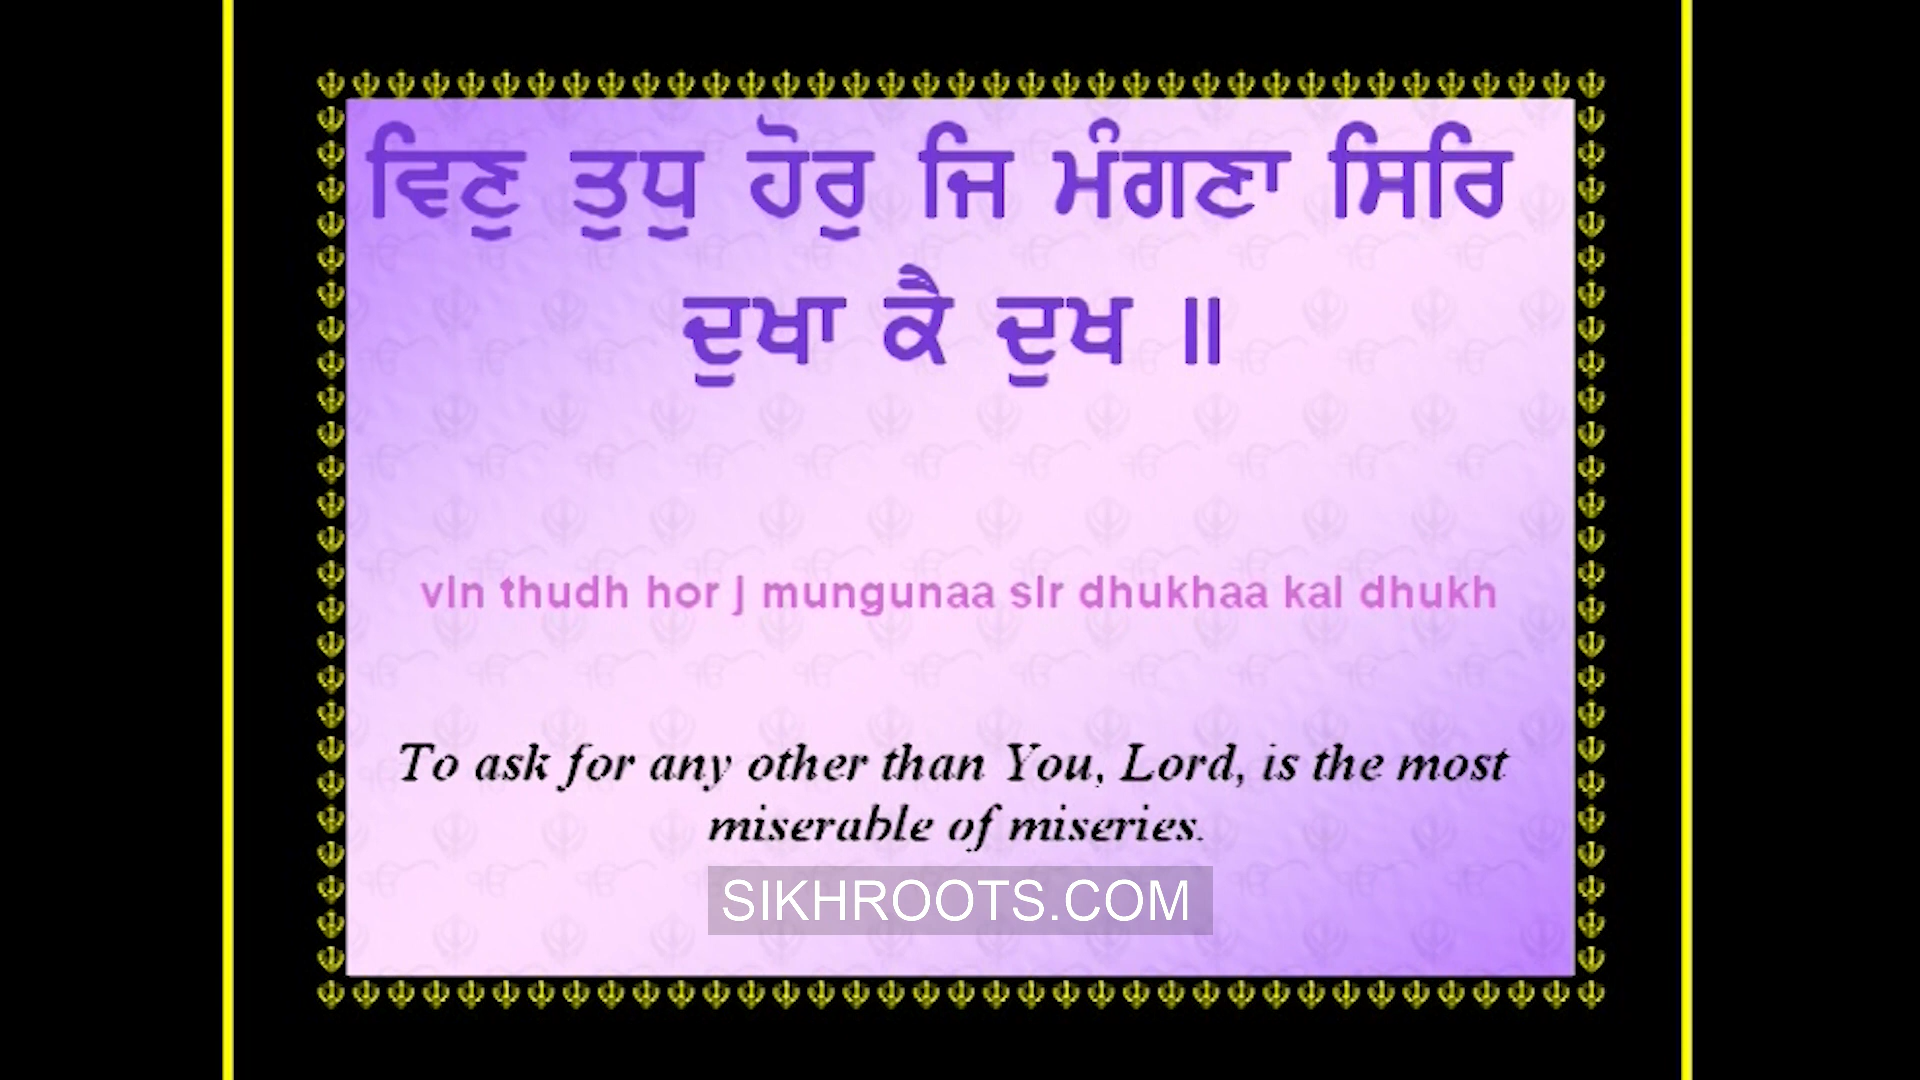 ਵਿਣੁ ਤੁਧੁ ਹੋਰੁ ਜਿ ਮੰਗਣਾ ਸਿਰਿ
ਦੁਖਾ ਕੈ ਦੁਖ ॥
vIn thudh hor j mungunaa sIr dhukhaa kaI dhukh
To ask for any other than You, Lord, is the most
miserable of miseries.
SIKHROOTS.COM